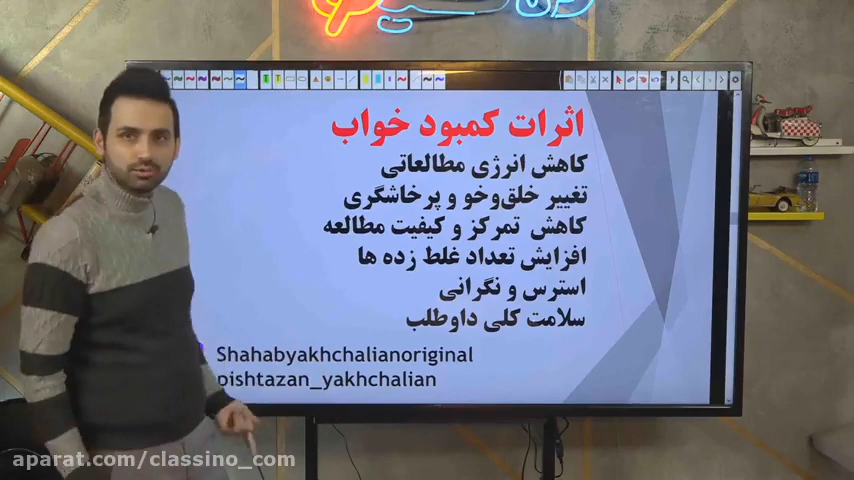 اثرات کمبود خواب
کاهش انرژی مطالعاتی
تغییر خلق‌وخو و پرخاشگری
کاهش تمرکز و کیفیت مطالعه
افزایش تعداد غلط زده ها
استرس و نگرانی
سلامت کلی داوطلب
Shahabyakhchalianoriginal
pishtazan_yakhchalian
aparat.com/classino_com